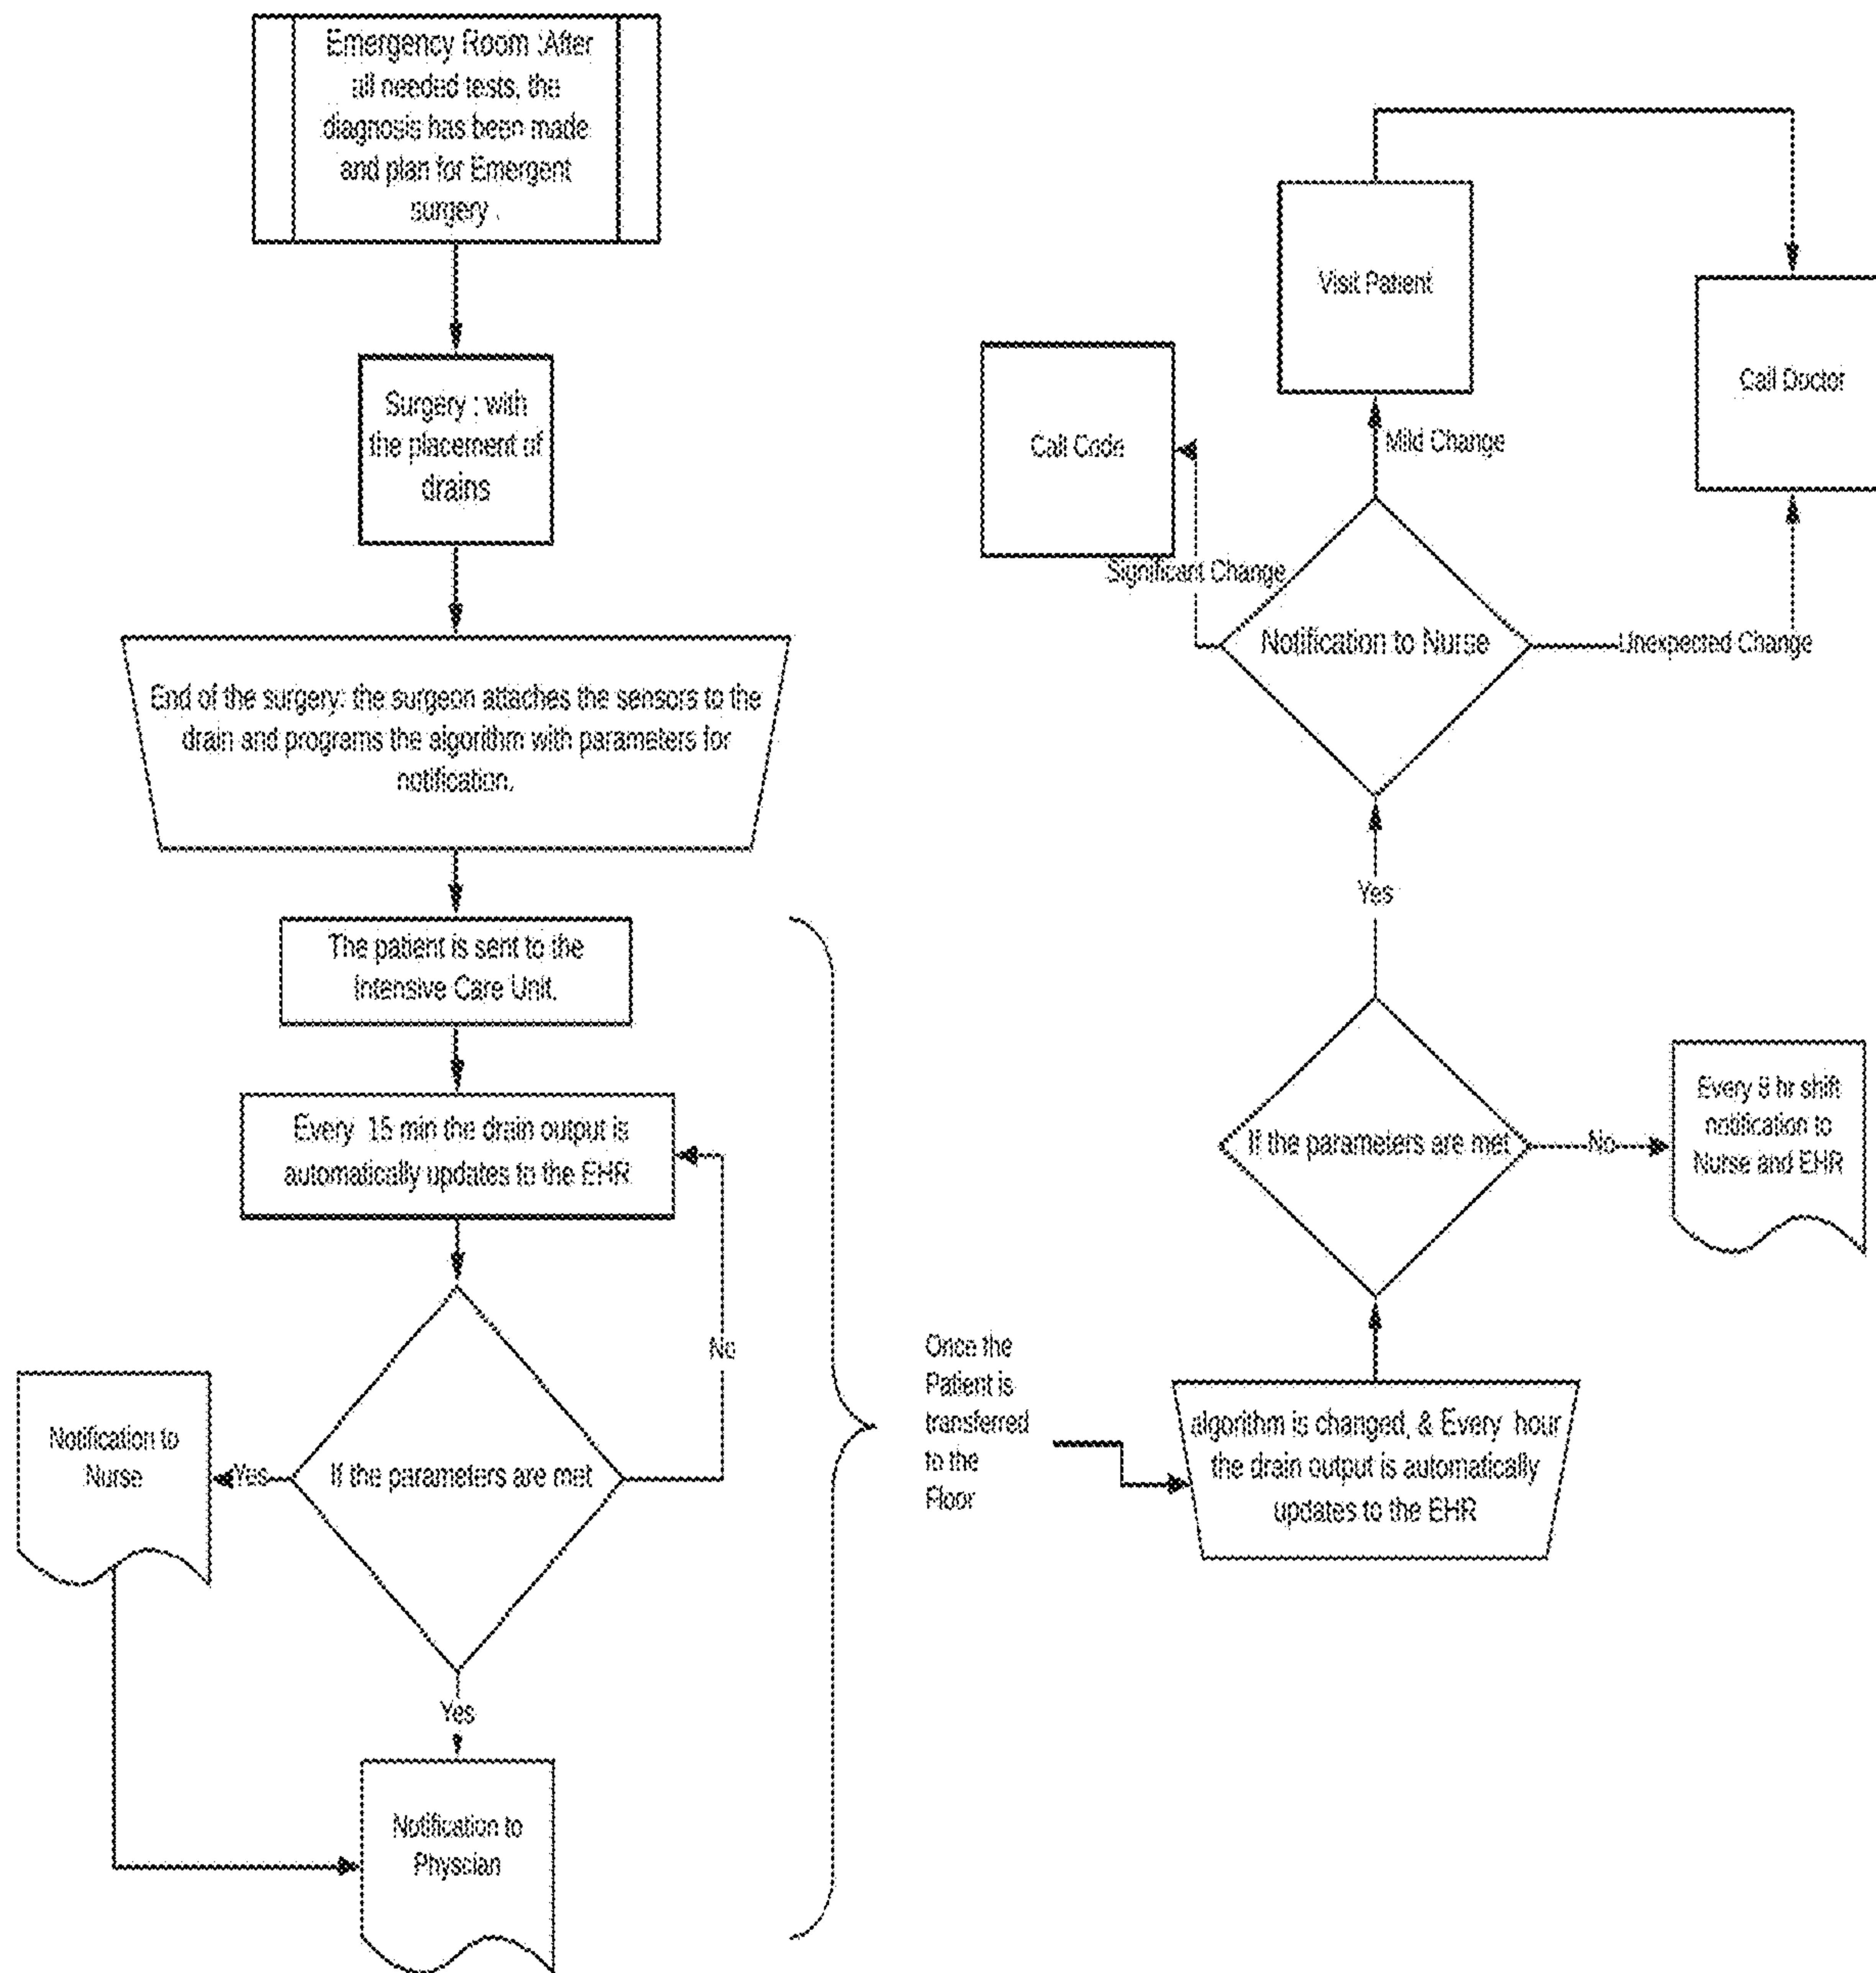 Emergency Room :After
all needed tests, the
diagnosis has been made
and plan for Emergent
surgery .
Surgery : with
the placement of
drains
End of the surgery: the surgeon attaches the sensors to the
drain and programs the algorithm with parameters for
notification.
The patient is sent to the
Intensive Care Unit.
Every 15 min the drain output is
automatically updates to the EHR
No
If the parameters are met
Yes
Notification to
Nurse
Yes
Notification to
Physcian
Once the
Patient is
transferred
to the
Floor
algorithm is changed, & Every hour
the drain output is automatically
updates to the EHR
If the parameters are met
No
Every 8 hr shift
notification to
Nurse and EHR
Yes
Notification to Nurse
Significant Change
Call Code
Mild Change
Visit Patient
Unexpected Change
Call Doctor